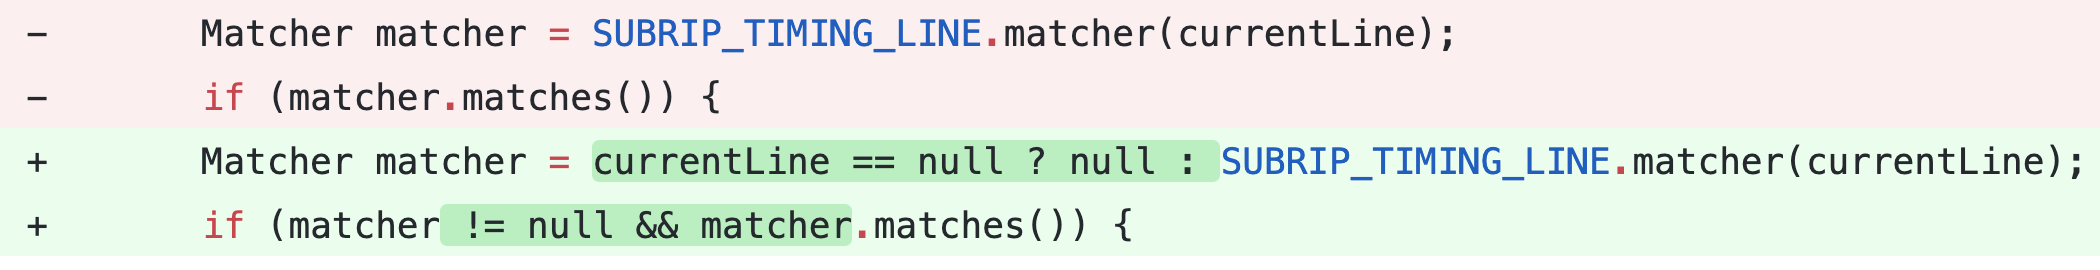 -        Matcher matcher = SUBRIP_TIMING_LINE.matcher(currentLine);
-        if (matcher.matches()) {
+        Matcher matcher = currentLine == null ? null : SUBRIP_TIMING_LINE.matcher(currentLine);
+        if (matcher != null && matcher.matches()) {